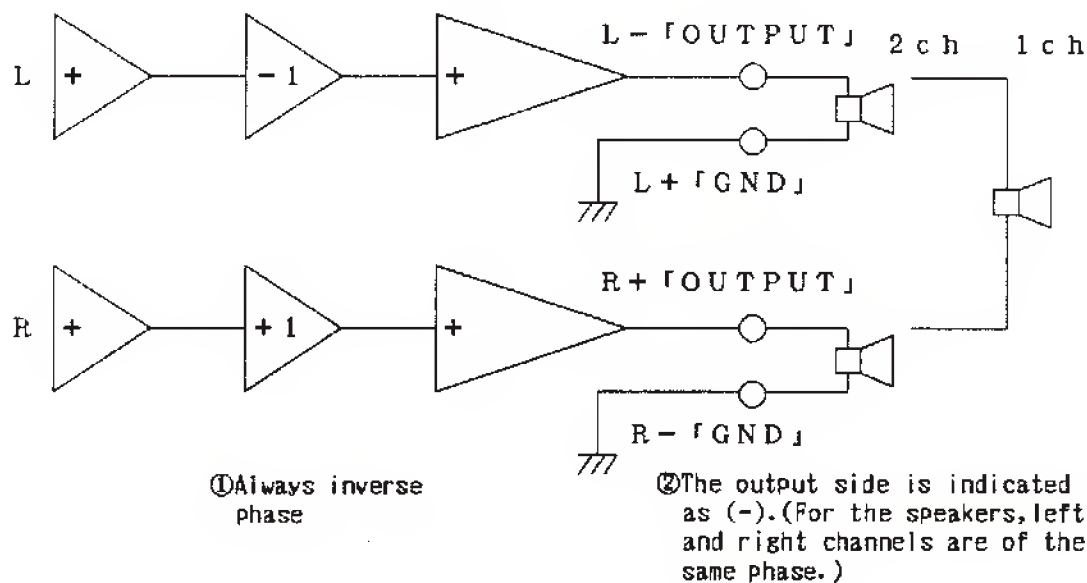 L-「OUTPUT」
2ch 1ch
L + -1 +
L+「GND」
R+「OUTPUT」
R + +1 +
R-「GND」
①Always inverse
phase
②The output side is indicated
as (-).(For the speakers,left
and right channels are of the
same phase.)